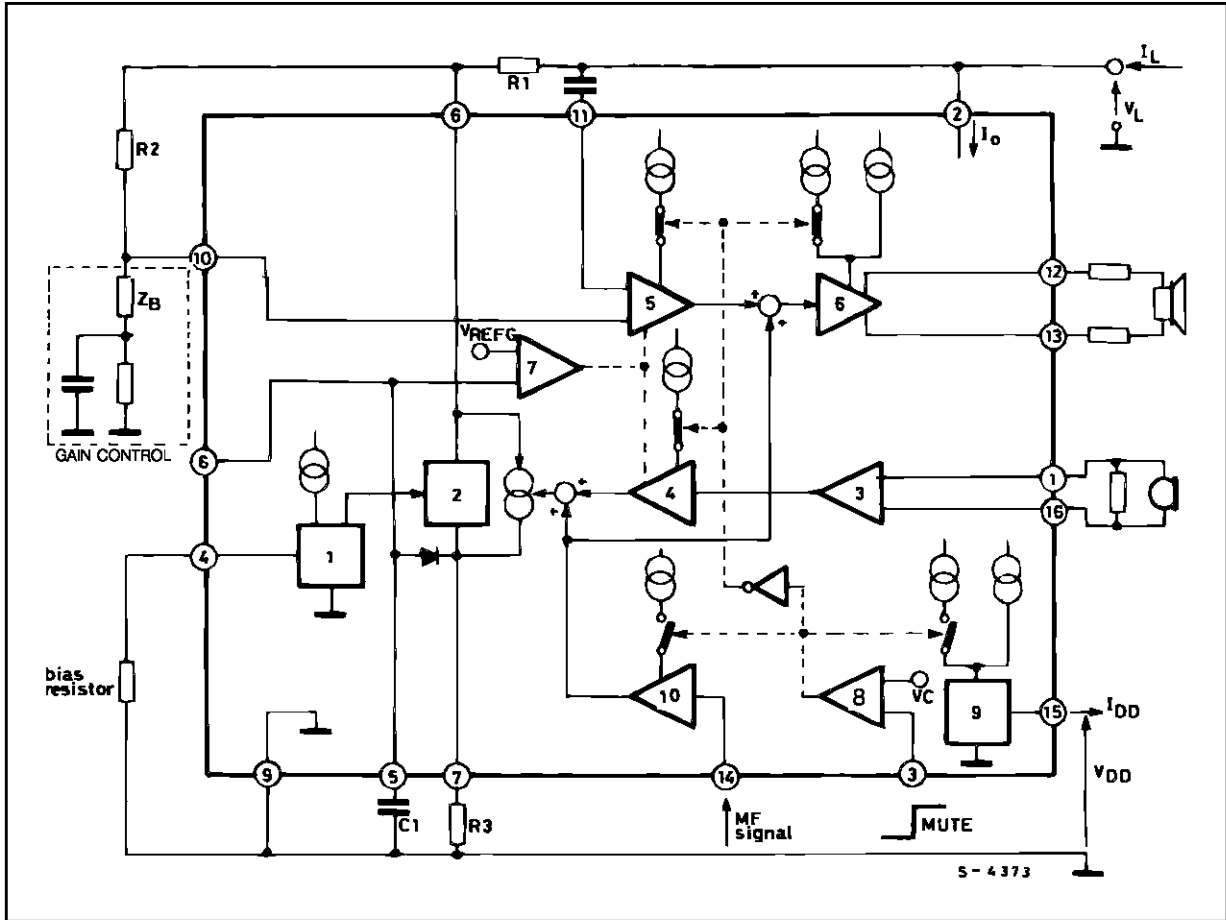 R1
I_L
V_L
6
11
2
I_o
R2
10
Z_B
5
6
12
13
V_REFG
7
GAIN CONTROL
6
2
4
3
1
16
4
1
10
8
VC
9
15
I_DD
bias
resistor
9
5
7
14
3
V_DD
C1
R3
MF
signal
MUTE
S-4373
+
+
+
+